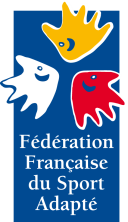 Fédération
Française
du Sport
Adapté